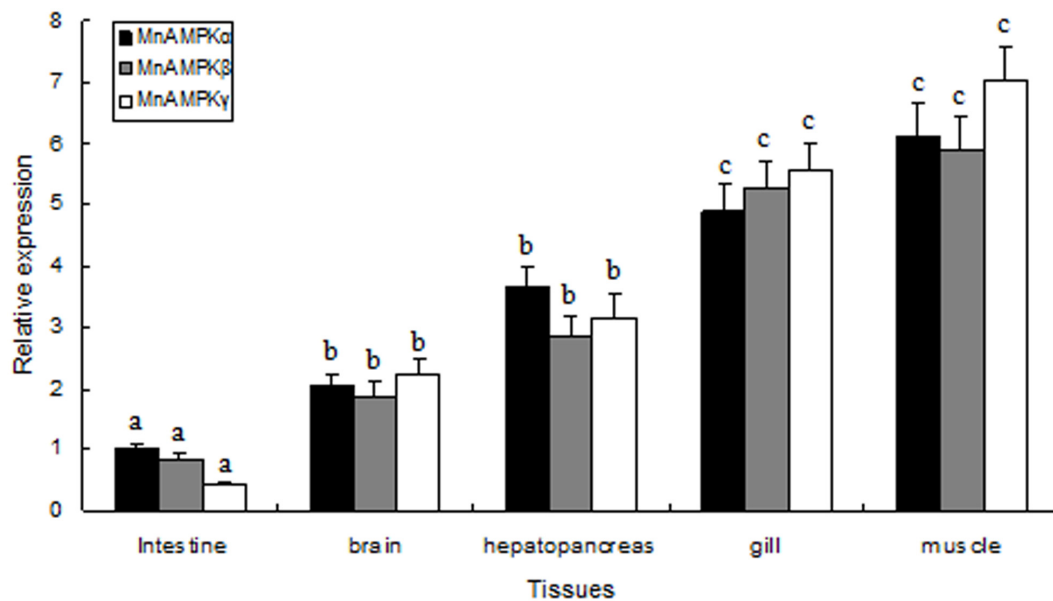 8
7
6
5
4
3
2
1
0
Relative expression
MnAMPKα
MnAMPKβ
MnAMPKγ
a a a
b b b
b b b
c c c
c c c
Intestine brain hepatopancreas gill muscle
Tissues